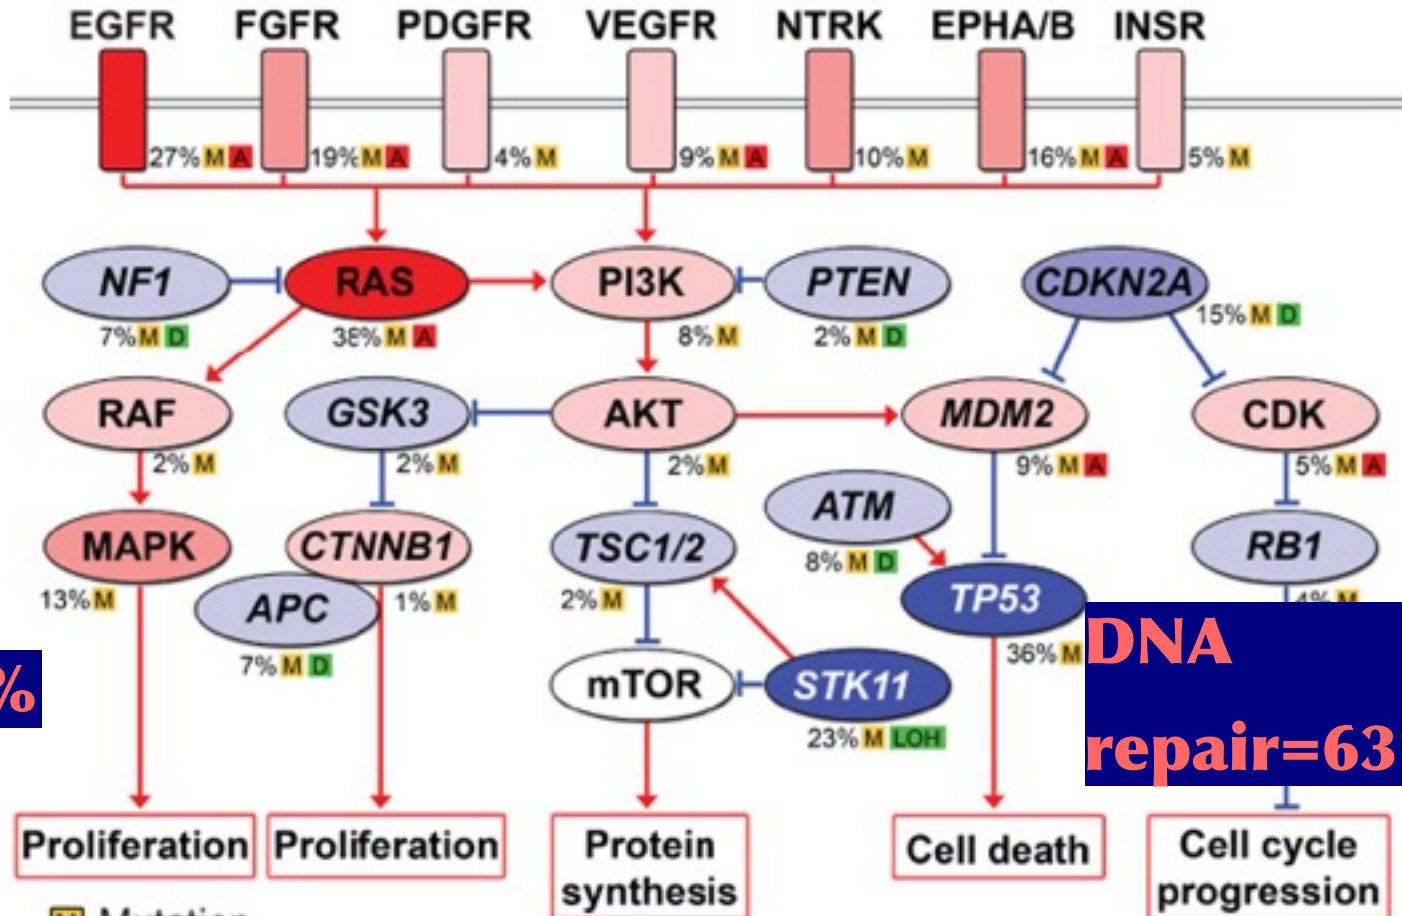 EGFR FGFR PDGFR VEGFR NTRK EPHA/B INSR
27% M A 19% M A 4% M 9% M A 10% M 16% M A 5% M
NF1 RAS PI3K PTEN CDKN2A
7% M D 38% M A 8% M 2% M D 15% M D
RAF GSK3 AKT MDM2 CDK
2% M 2% M 2% M 9% M A 5% M A
ATM
8% M D
MAPK CTNNB1 TSC1/2 TP53 RB1
13% M 1% M 2% M 36% M 4% M
APC
7% M D
mTOR STK11
23% M LOH
%
DNA
repair=63
Proliferation Proliferation Protein Cell death Cell cycle
synthesis progression
M Mutation